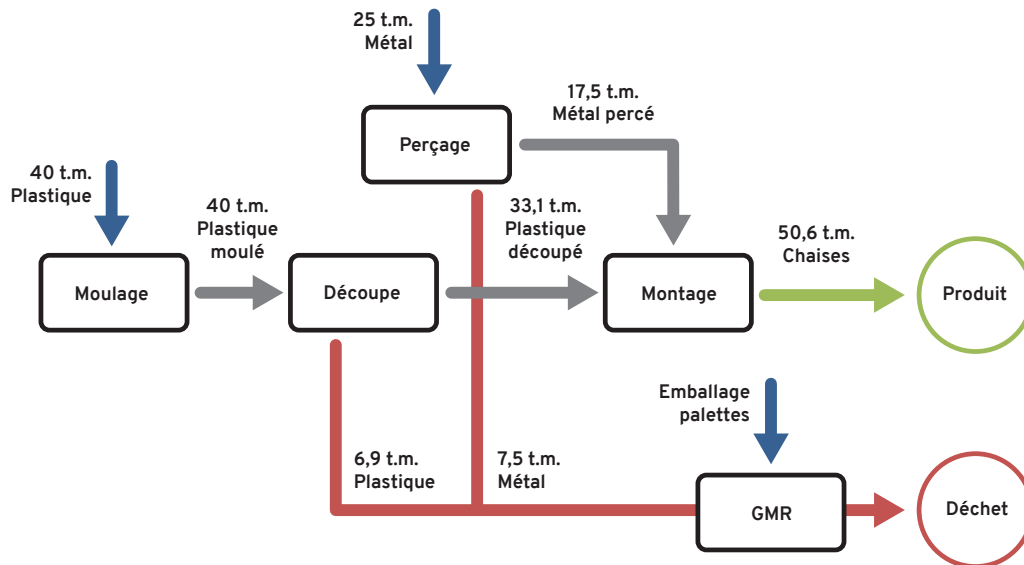 25 t.m.
Métal
17,5 t.m.
Métal percé
Perçage
40 t.m.
Plastique
40 t.m.
Plastique
moulé
33,1 t.m.
Plastique
découpé
50,6 t.m.
Chaises
Moulage
Découpe
Montage
Produit
Emballage
palettes
6,9 t.m.
Plastique
7,5 t.m.
Métal
GMR
Déchet